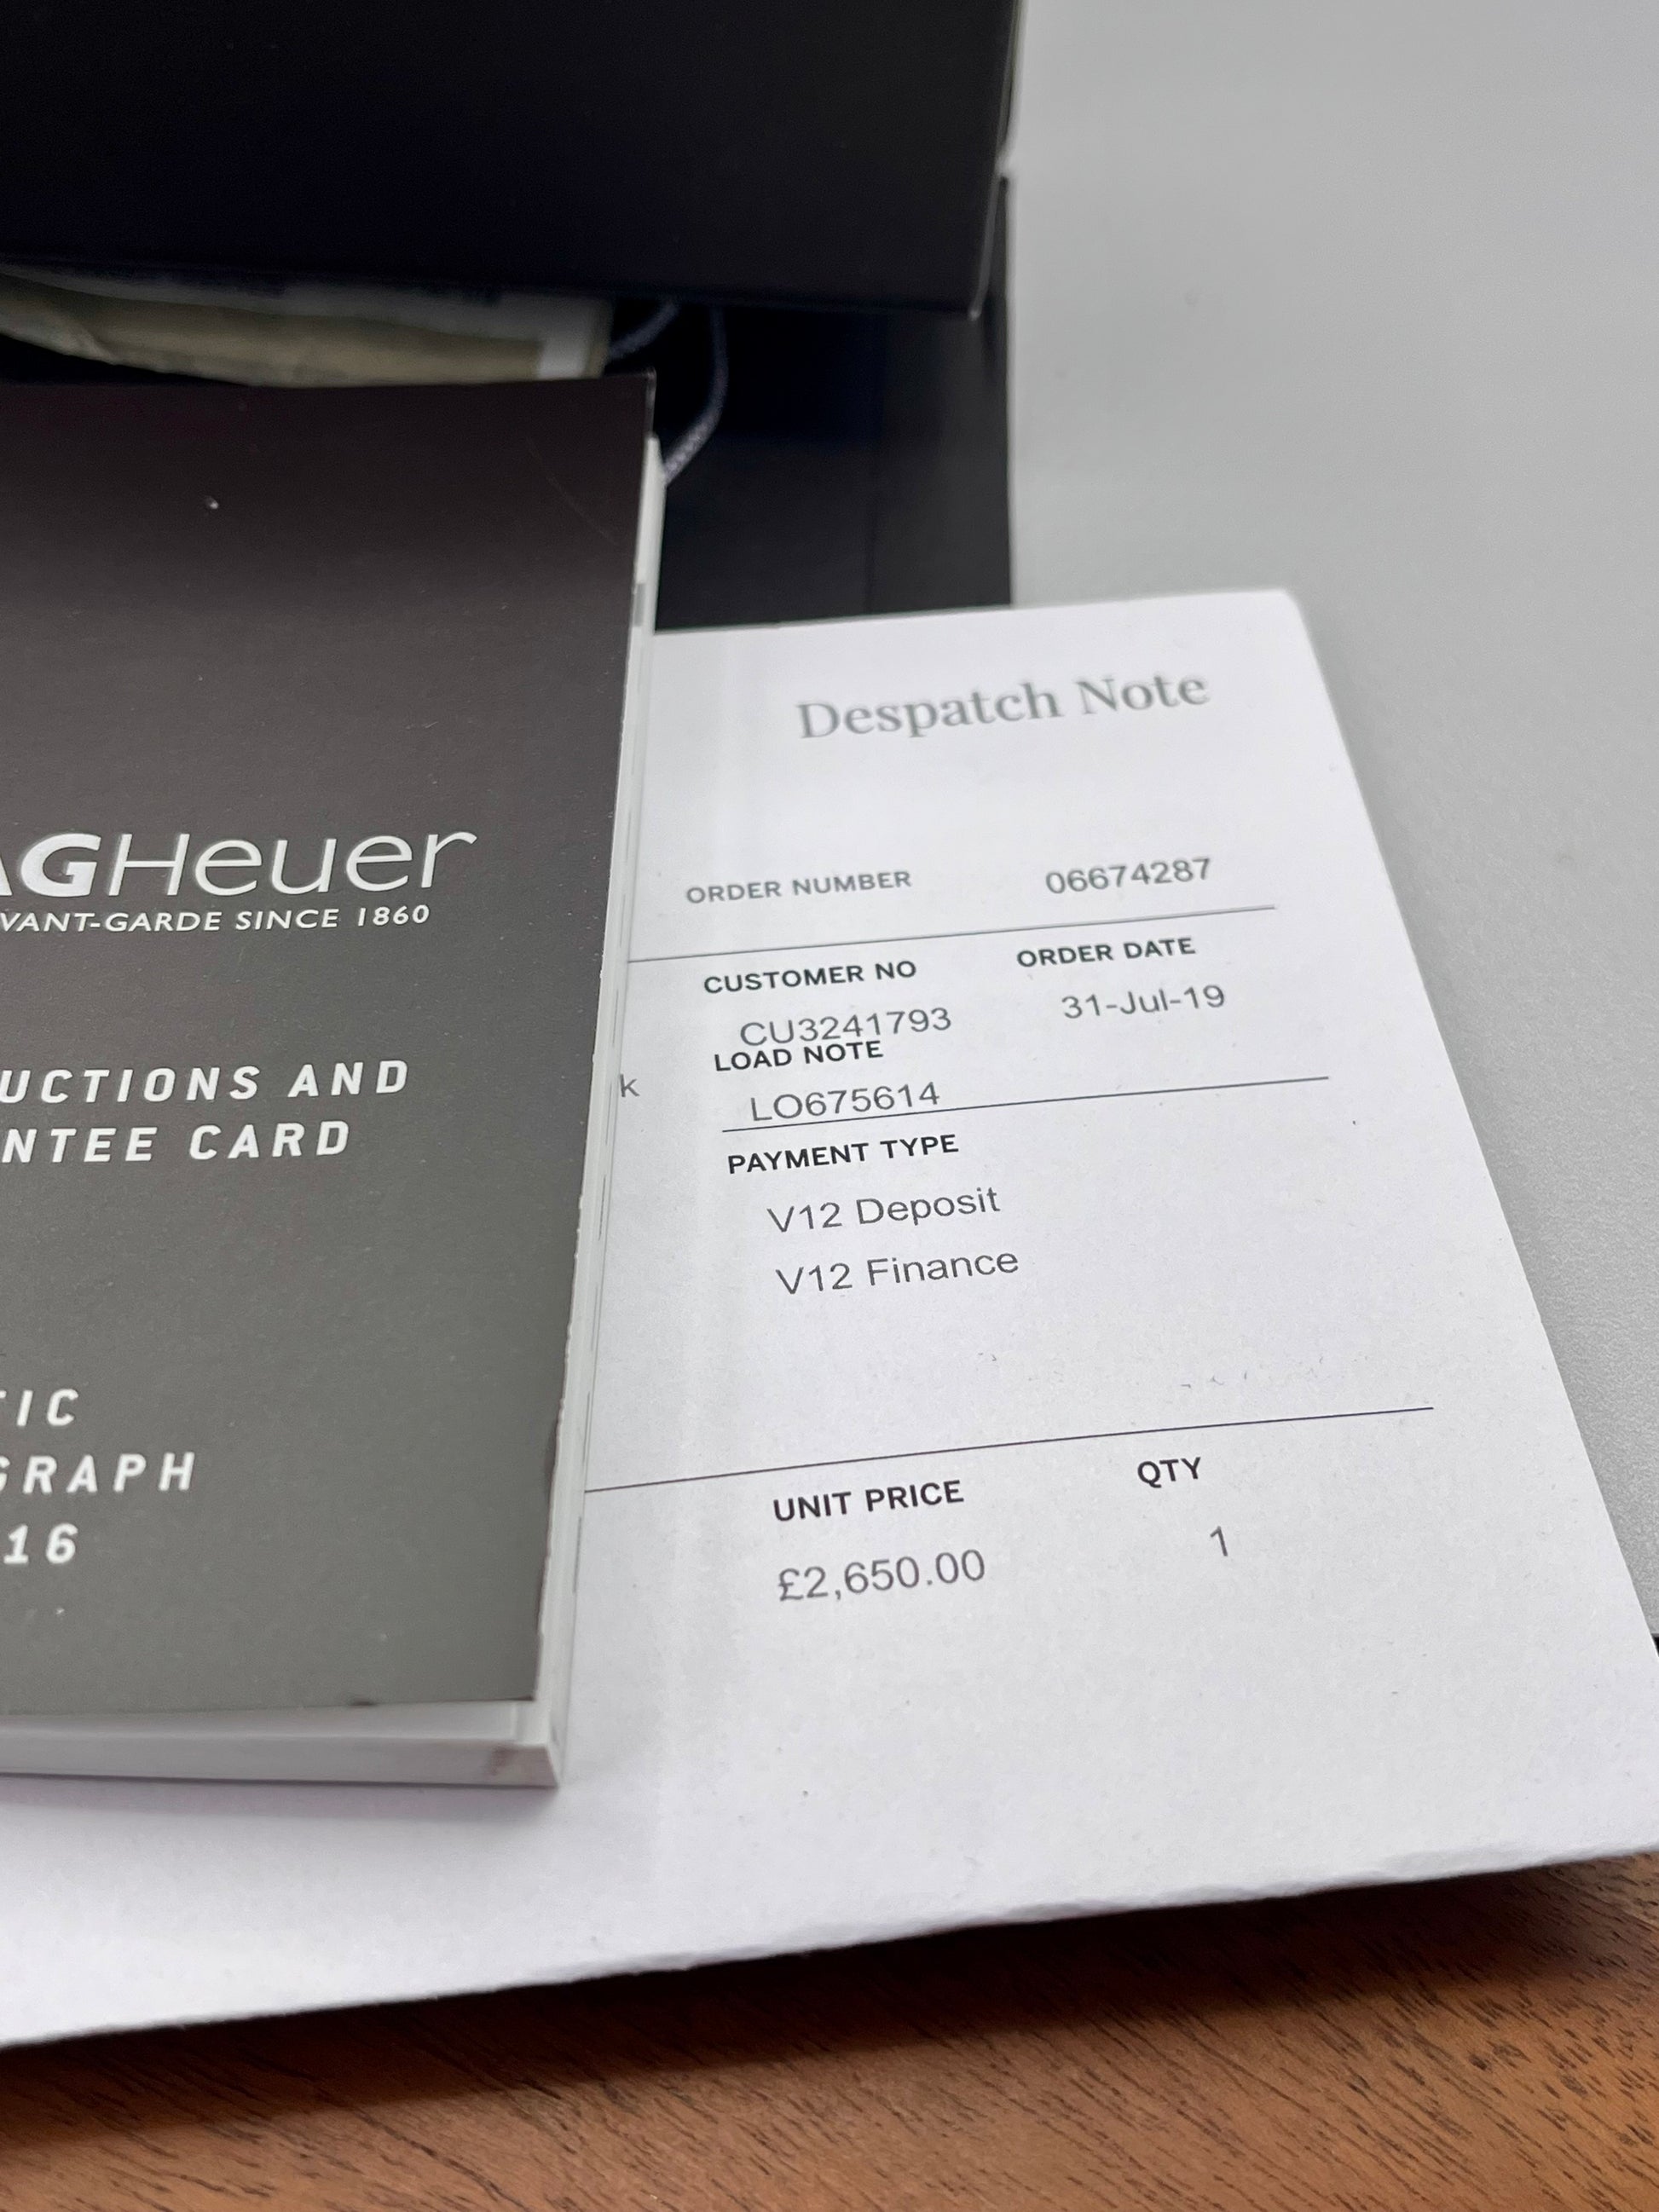 AGHeuer
VANT-GARDE SINCE 1860
UCTIONS AND
NTEE CARD
TIC
GRAPH
16
Despatch Note
ORDER NUMBER 06674287
CUSTOMER NO ORDER DATE
CU3241793 31-Jul-19
LOAD NOTE
k
LO675614
PAYMENT TYPE
V12 Deposit
V12 Finance
UNIT PRICE QTY
£2,650.00 1